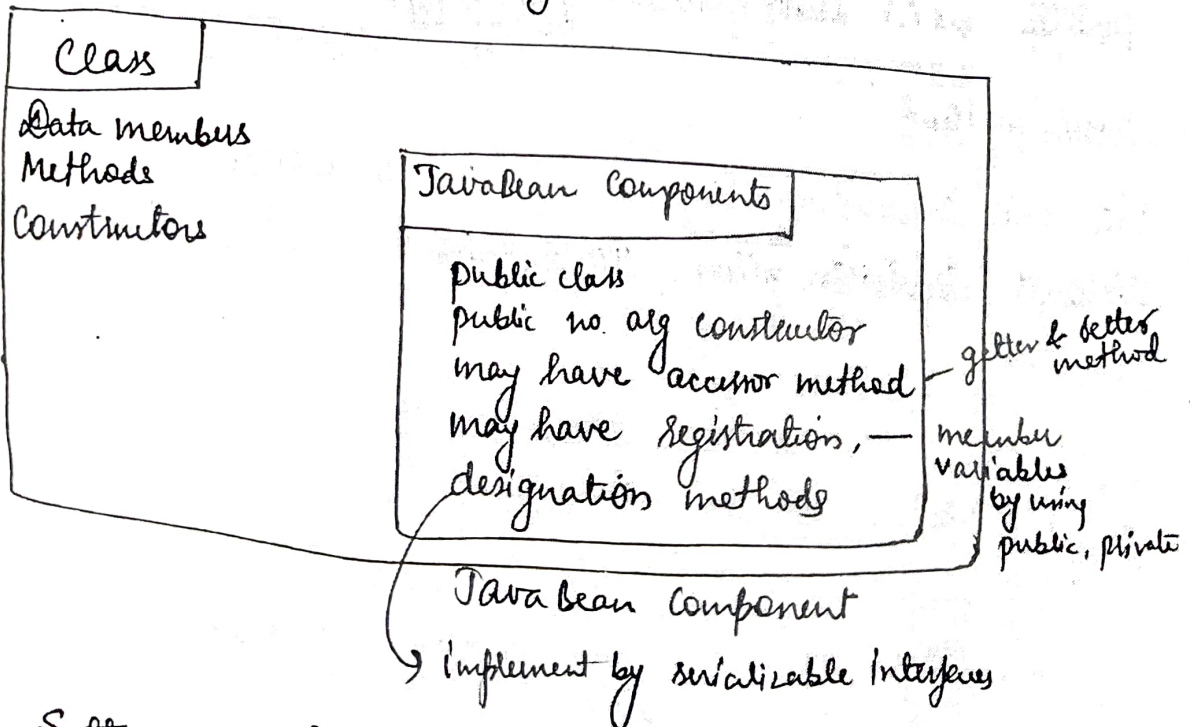 Class
Data members
Methods
Constructors
JavaBean Components
public class
public no. arg constructor
may have accessor method
getter & setter
method
may have registration,
member
variables
by using
public, private
designation methods
JavaBean Component
implement by serializable Interfaces